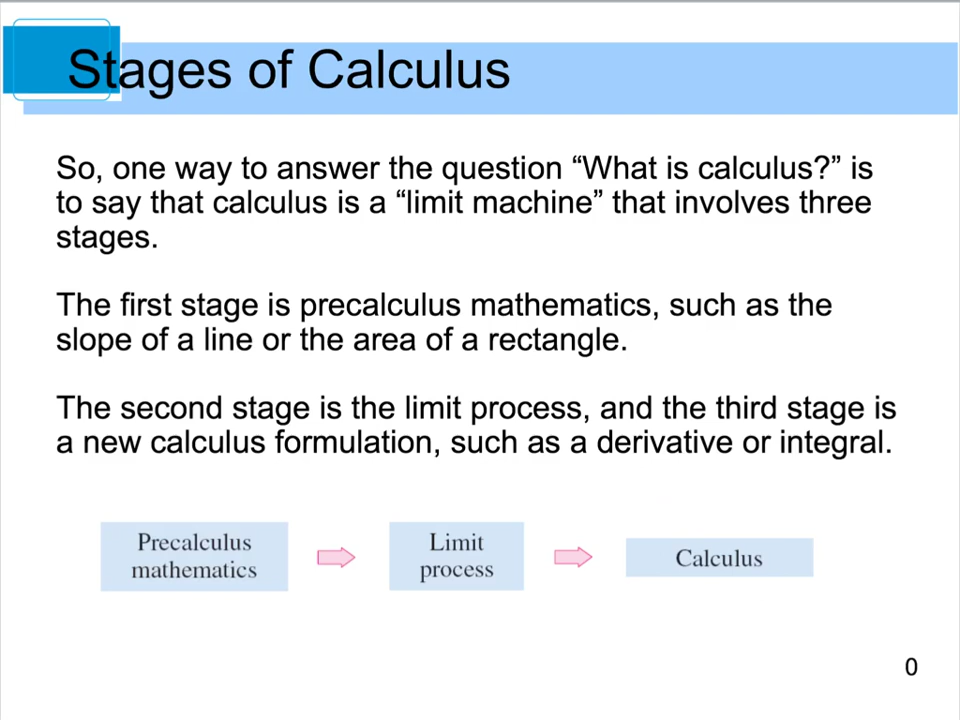 Stages of Calculus
So, one way to answer the question “What is calculus?” is
to say that calculus is a “limit machine” that involves three
stages.
The first stage is precalculus mathematics, such as the
slope of a line or the area of a rectangle.
The second stage is the limit process, and the third stage is
a new calculus formulation, such as a derivative or integral.
Precalculus
mathematics
Limit
process
Calculus
0